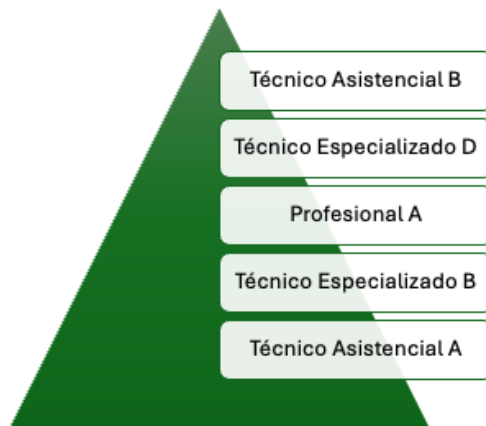 Técnico Asistencial B
Técnico Especializado D
Profesional A
Técnico Especializado B
Técnico Asistencial A